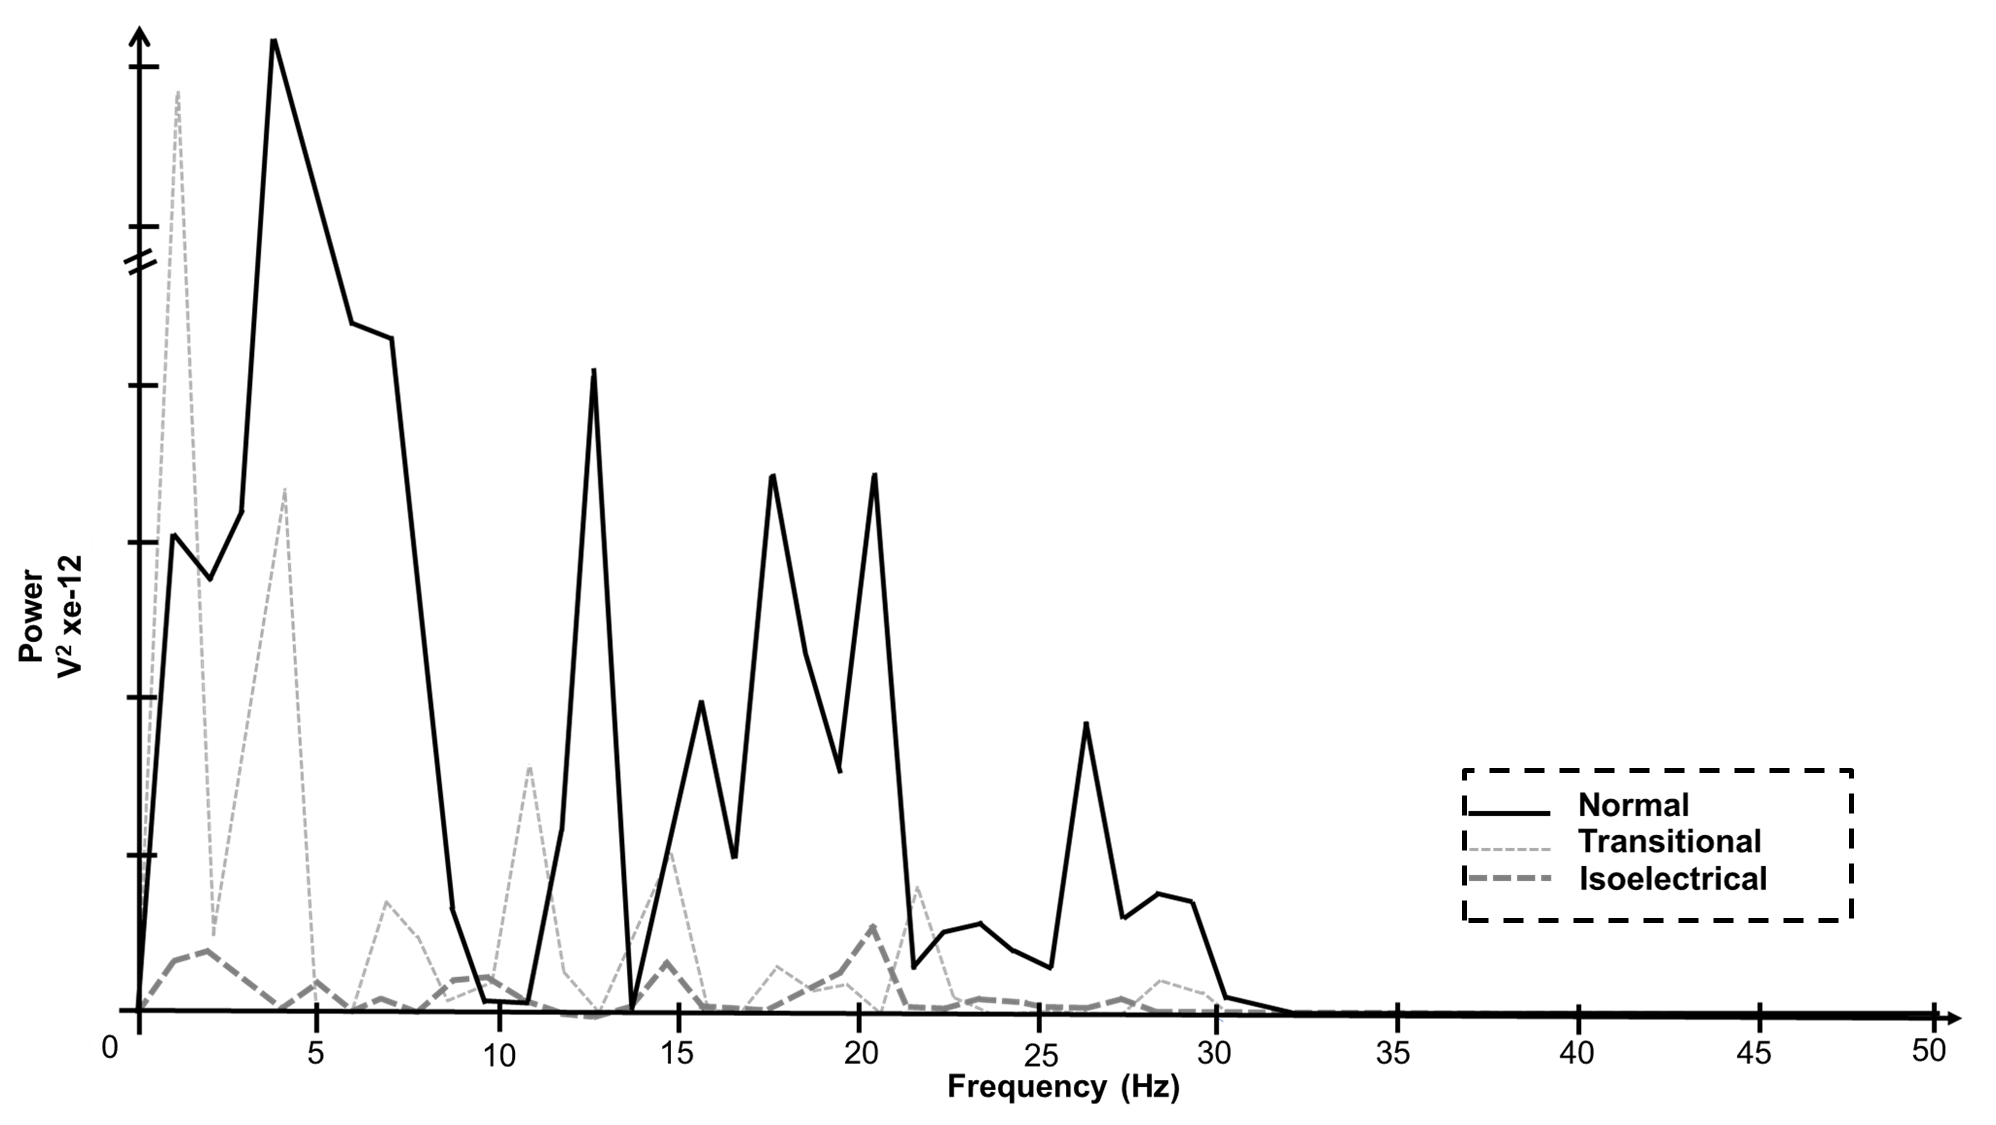 Power
V² xe-12
Normal
Transitional
Isoelectrical
0 5 10 15 20 25 30 35 40 45 50
Frequency (Hz)